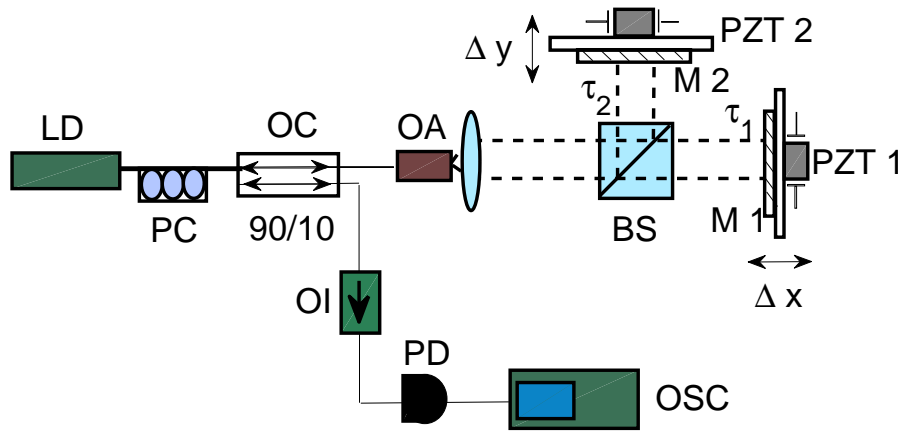 PZT 2
Δ y
M 2
τ2
τ1
LD
OC
OA
PZT 1
PC
90/10
BS
M 1
Δ x
OI
PD
OSC